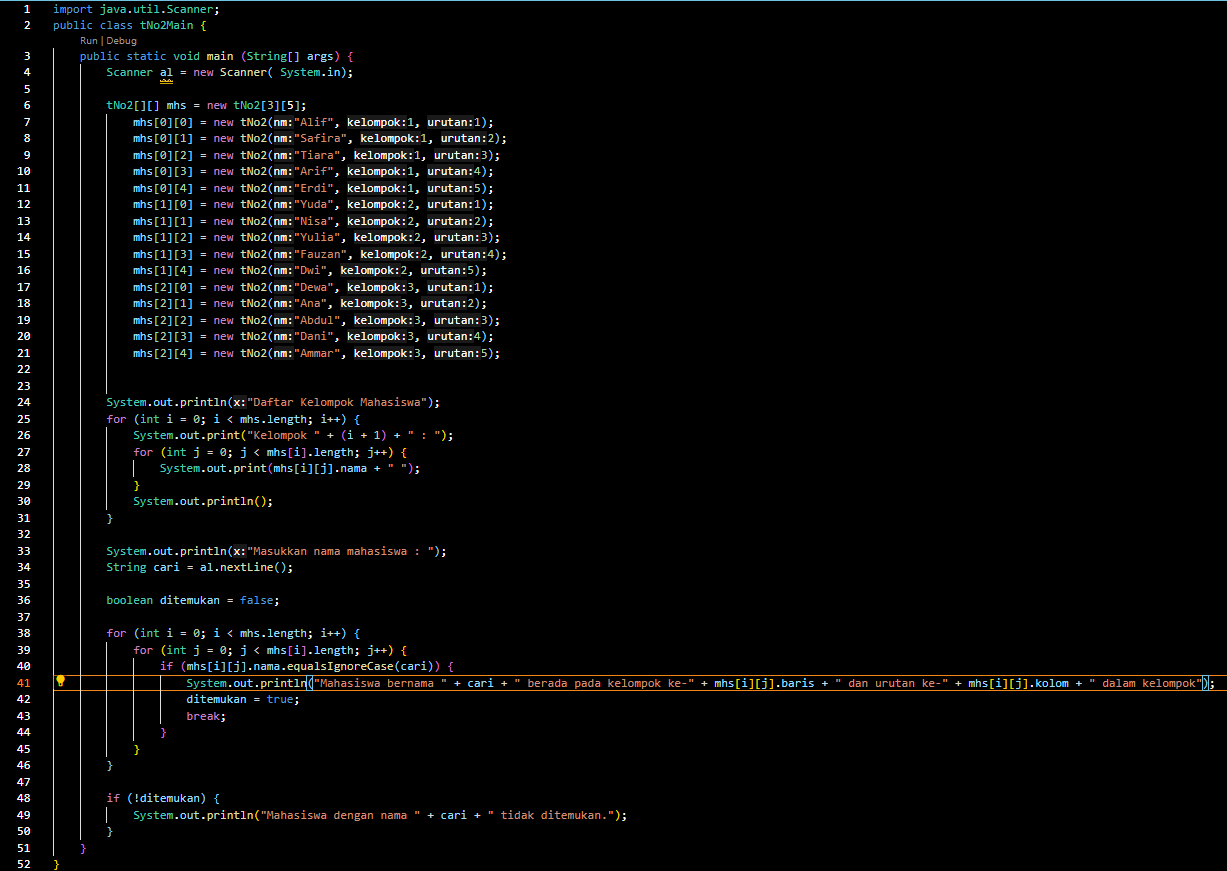 1 import java.util.Scanner;
2 public class tNo2Main {
Run | Debug
3 public static void main (String[] args) {
4 Scanner al = new Scanner( System.in);
5
6 tNo2[][] mhs = new tNo2[3][5];
7 mhs[0][0] = new tNo2(nm:"Alif", kelompok:1, urutan:1);
8 mhs[0][1] = new tNo2(nm:"Safira", kelompok:1, urutan:2);
9 mhs[0][2] = new tNo2(nm:"Tiara", kelompok:1, urutan:3);
10 mhs[0][3] = new tNo2(nm:"Arif", kelompok:1, urutan:4);
11 mhs[0][4] = new tNo2(nm:"Erdi", kelompok:1, urutan:5);
12 mhs[1][0] = new tNo2(nm:"Yuda", kelompok:2, urutan:1);
13 mhs[1][1] = new tNo2(nm:"Nisa", kelompok:2, urutan:2);
14 mhs[1][2] = new tNo2(nm:"Yulia", kelompok:2, urutan:3);
15 mhs[1][3] = new tNo2(nm:"Fauzan", kelompok:2, urutan:4);
16 mhs[1][4] = new tNo2(nm:"Dwi", kelompok:2, urutan:5);
17 mhs[2][0] = new tNo2(nm:"Dewa", kelompok:3, urutan:1);
18 mhs[2][1] = new tNo2(nm:"Ana", kelompok:3, urutan:2);
19 mhs[2][2] = new tNo2(nm:"Abdul", kelompok:3, urutan:3);
20 mhs[2][3] = new tNo2(nm:"Dani", kelompok:3, urutan:4);
21 mhs[2][4] = new tNo2(nm:"Ammar", kelompok:3, urutan:5);
22
23
24 System.out.println(x:"Daftar Kelompok Mahasiswa");
25 for (int i = 0; i < mhs.length; i++) {
26 System.out.print("Kelompok " + (i + 1) + " : ");
27 for (int j = 0; j < mhs[i].length; j++) {
28 System.out.print(mhs[i][j].nama + " ");
29 }
30 System.out.println();
31 }
32
33 System.out.println(x:"Masukkan nama mahasiswa : ");
34 String cari = al.nextLine();
35
36 boolean ditemukan = false;
37
38 for (int i = 0; i < mhs.length; i++) {
39 for (int j = 0; j < mhs[i].length; j++) {
40 if (mhs[i][j].nama.equalsIgnoreCase(cari)) {
41 System.out.println("Mahasiswa bernama " + cari + " berada pada kelompok ke-" + mhs[i][j].baris + " dan urutan ke-" + mhs[i][j].kolom + " dalam kelompok");
42 ditemukan = true;
43 break;
44 }
45 }
46 }
47
48 if (!ditemukan) {
49 System.out.println("Mahasiswa dengan nama " + cari + " tidak ditemukan.");
50 }
51 }
52 }